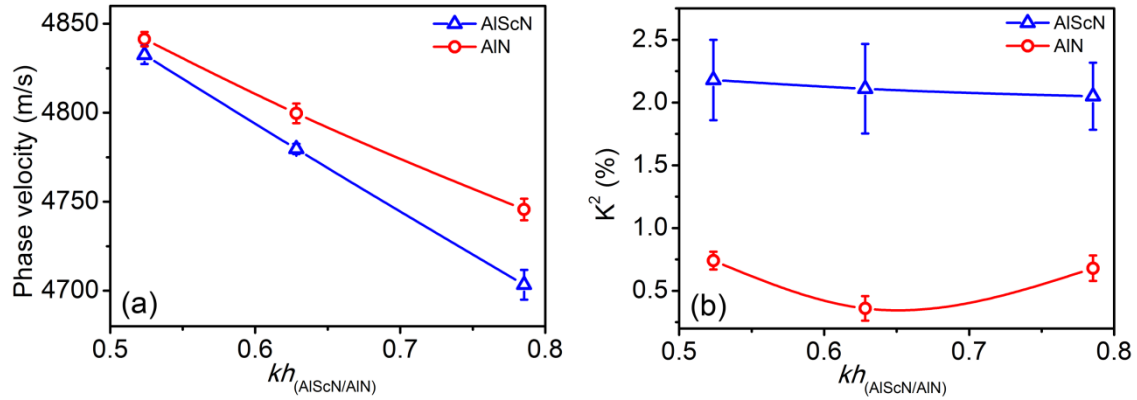 4850
4800
4750
4700
Phase velocity (m/s)
AlScN
AlN
(a)
0.5 0.6 0.7 0.8
kh(AlScN/AlN)
2.5
2.0
1.5
1.0
0.5
K² (%)
AlScN
AlN
(b)
0.5 0.6 0.7 0.8
kh(AlScN/AlN)